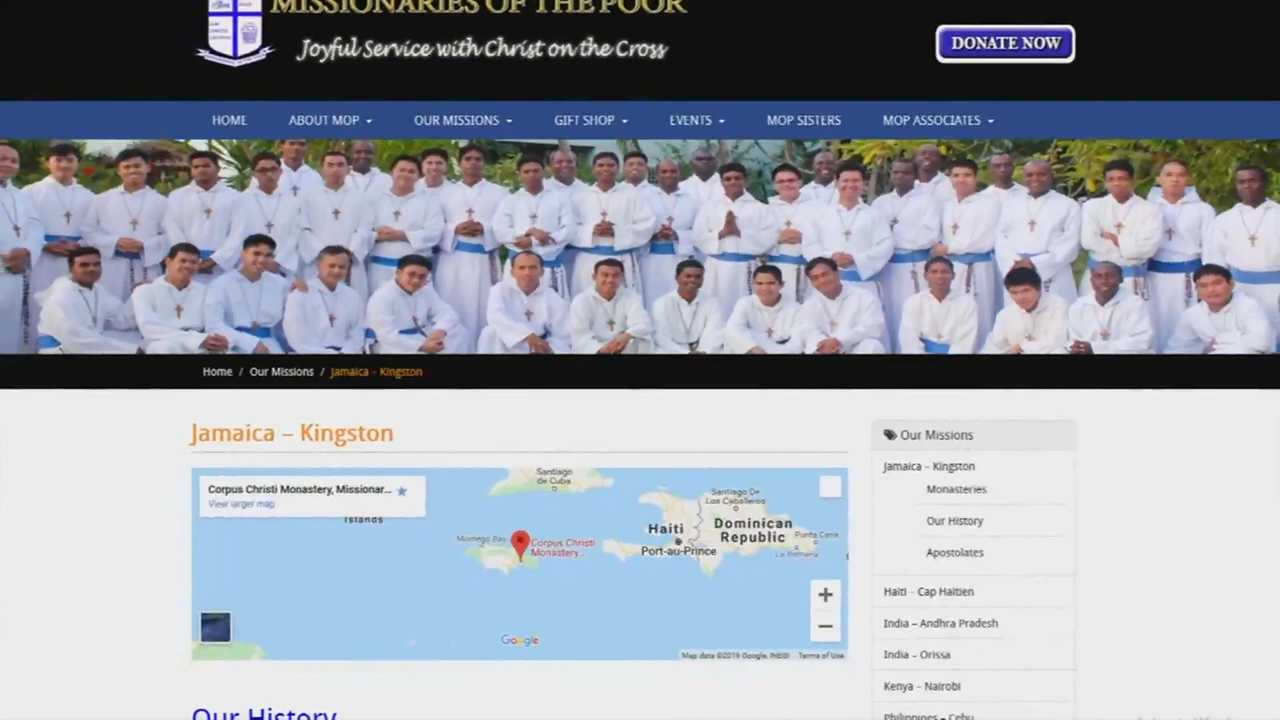 MISSIONARIES OF THE POOR
Joyful Service with Christ on the Cross
DONATE NOW
HOME
ABOUT MOP
OUR MISSIONS
GIFT SHOP
EVENTS
MOP SISTERS
MOP ASSOCIATES
Home / Our Missions / Jamaica – Kingston
Jamaica – Kingston
Corpus Christi Monastery, Missionar...
View larger map
Islands
Santiago
de Cuba
Montego Bay
Corpus Christi
Monastery...
Haiti
Port-au-Prince
Santiago De
Los Caballeros
Dominican
Republic
Punta Cana
La Romana
Google
Map data ©2019 Google, INEGI
Terms of Use
Our History
Our Missions
Jamaica – Kingston
Monasteries
Our History
Apostolates
Haiti – Cap Haitien
India – Andhra Pradesh
India – Orissa
Kenya – Nairobi
Philippines – Cebu